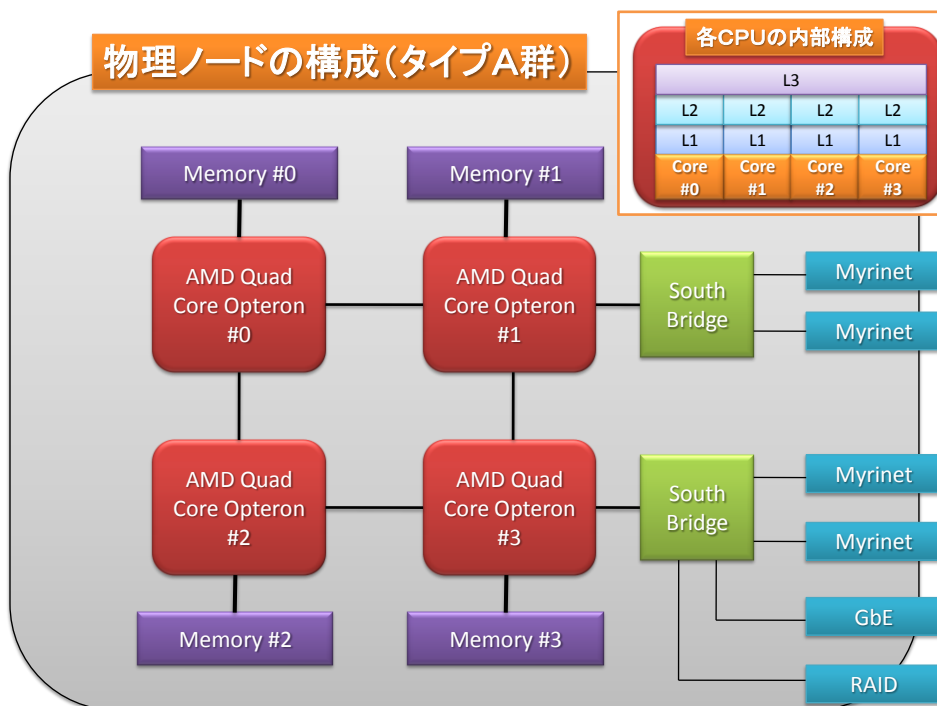 物理ノードの構成(タイプA群)
各CPUの内部構成
L3
L2 L2 L2 L2
L1 L1 L1 L1
Core Core Core Core
#0 #1 #2 #3
Memory #0
Memory #1
AMD Quad
Core Opteron
#0
AMD Quad
Core Opteron
#1
South
Bridge
Myrinet
Myrinet
AMD Quad
Core Opteron
#2
AMD Quad
Core Opteron
#3
South
Bridge
Myrinet
Myrinet
GbE
RAID
Memory #2
Memory #3